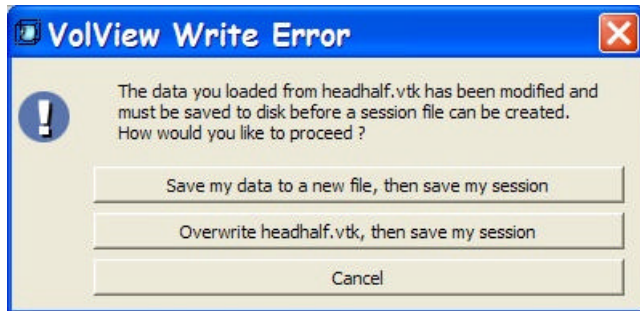 VolView Write Error
The data you loaded from headhalf.vtk has been modified and
must be saved to disk before a session file can be created.
How would you like to proceed ?
Save my data to a new file, then save my session
Overwrite headhalf.vtk, then save my session
Cancel